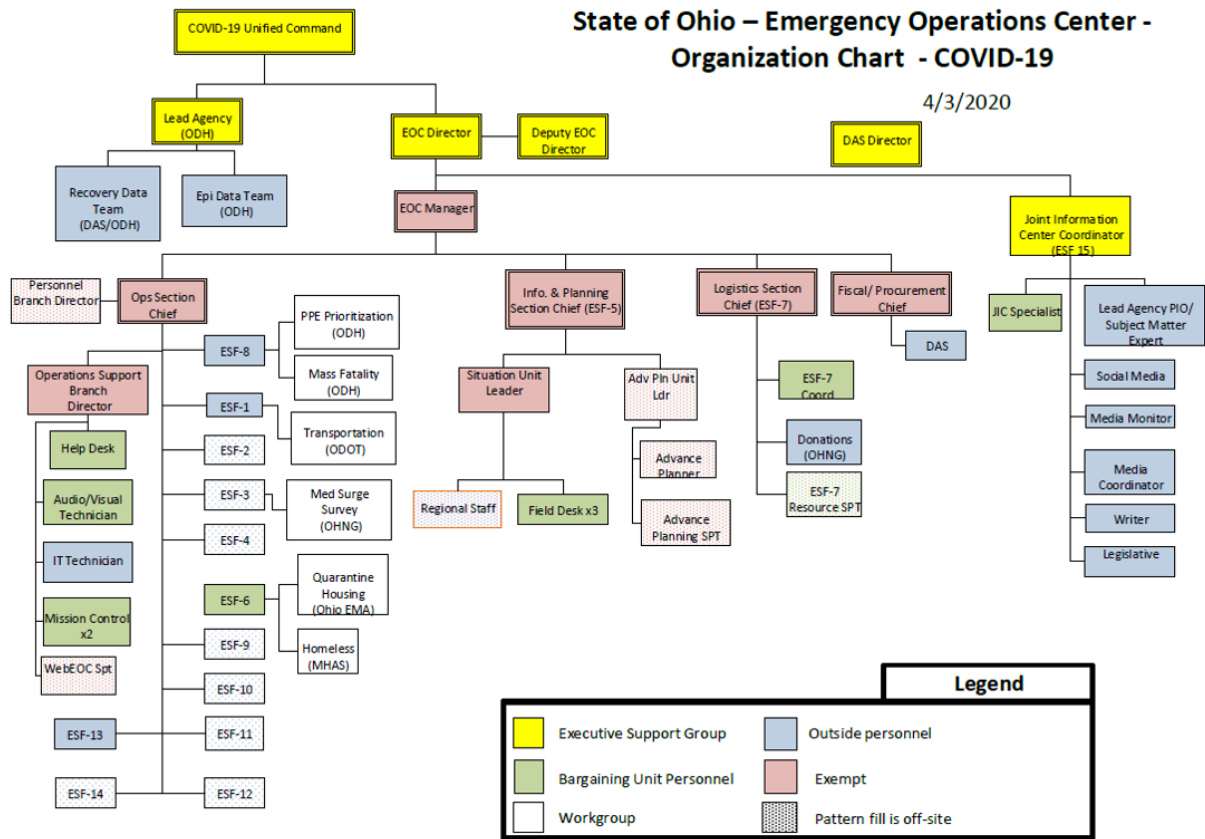 State of Ohio – Emergency Operations Center -
Organization Chart - COVID-19
4/3/2020
COVID-19 Unified Command
Lead Agency
(ODH)
EOC Director
Deputy EOC
Director
DAS Director
Recovery Data
Team
(DAS/ODH)
Epi Data Team
(ODH)
EOC Manager
Joint Information
Center Coordinator
(ESF 15)
Personnel
Branch Director
Ops Section
Chief
Info. & Planning
Section Chief (ESF-5)
Logistics Section
Chief (ESF-7)
Fiscal/ Procurement
Chief
JIC Specialist
Lead Agency PIO/
Subject Matter
Expert
ESF-8
PPE Prioritization
(ODH)
DAS
Operations Support
Branch
Director
Mass Fatality
(ODH)
Situation Unit
Leader
Adv Pln Unit
Ldr
ESF-7
Coord
Social Media
ESF-1
Transportation
(ODOT)
Media Monitor
Help Desk
ESF-2
Advance
Planner
Donations
(OHNG)
Media
Coordinator
Audio/Visual
Technician
ESF-3
Med Surge
Survey
(OHNG)
Regional Staff
Field Desk x3
Advance
Planning SPT
ESF-7
Resource SPT
Writer
ESF-4
IT Technician
Legislative
ESF-6
Quarantine
Housing
(Ohio EMA)
Mission Control
x2
ESF-9
Homeless
(MHAS)
WebEOC Spt
ESF-10
ESF-13
ESF-11
ESF-14
ESF-12
Legend
Executive Support Group
Outside personnel
Bargaining Unit Personnel
Exempt
Workgroup
Pattern fill is off-site